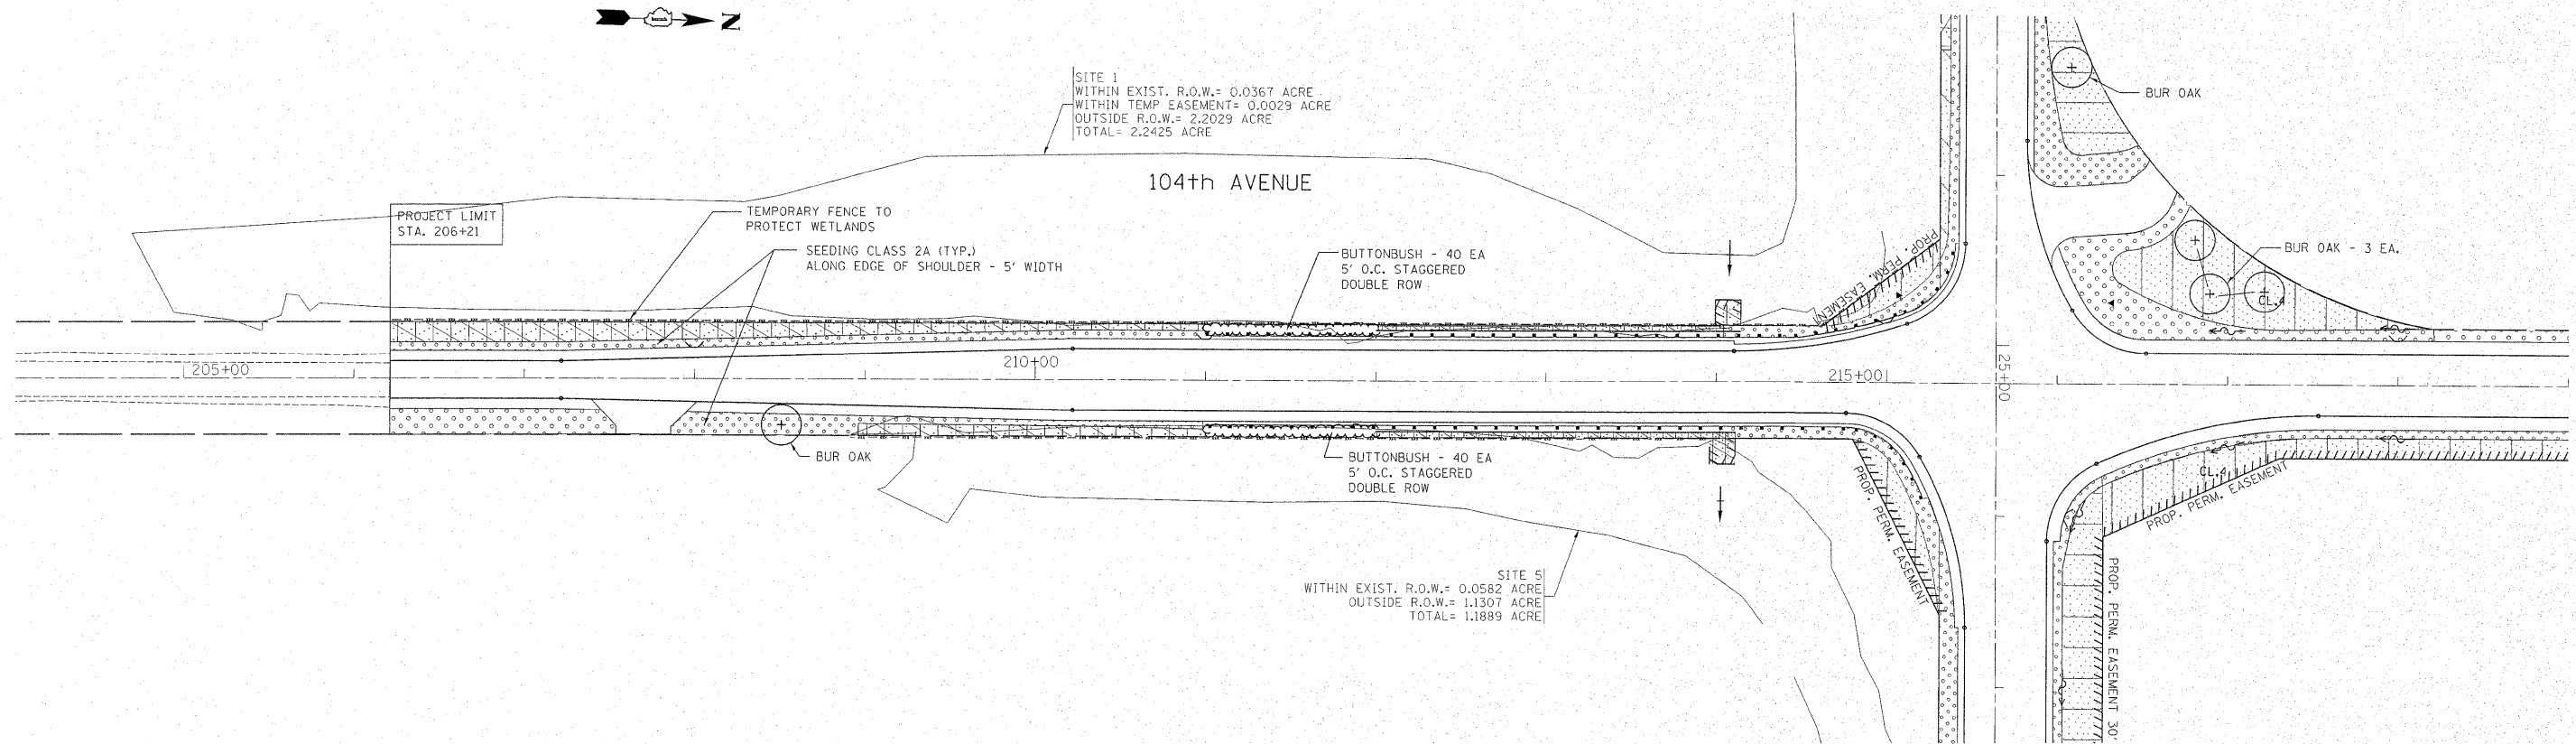 N
SITE 1
WITHIN EXIST. R.O.W.= 0.0367 ACRE
WITHIN TEMP EASEMENT= 0.0029 ACRE
OUTSIDE R.O.W.= 2.2029 ACRE
TOTAL= 2.2425 ACRE
BUR OAK
104th AVENUE
PROJECT LIMIT
STA. 206+21
TEMPORARY FENCE TO
PROTECT WETLANDS
SEEDING CLASS 2A (TYP.)
ALONG EDGE OF SHOULDER - 5' WIDTH
BUTTONBUSH - 40 EA
5' O.C. STAGGERED
DOUBLE ROW
PROP. PERM. EASEMENT
BUR OAK - 3 EA.
CL.4
205+00
210+00
215+00
25+00
BUR OAK
BUTTONBUSH - 40 EA
5' O.C. STAGGERED
DOUBLE ROW
PROP. PERM. EASEMENT
CL.4
PROP. PERM. EASEMENT
SITE 5
WITHIN EXIST. R.O.W.= 0.0582 ACRE
OUTSIDE R.O.W.= 1.1307 ACRE
TOTAL= 1.1889 ACRE
PROP. PERM. EASEMENT 30'